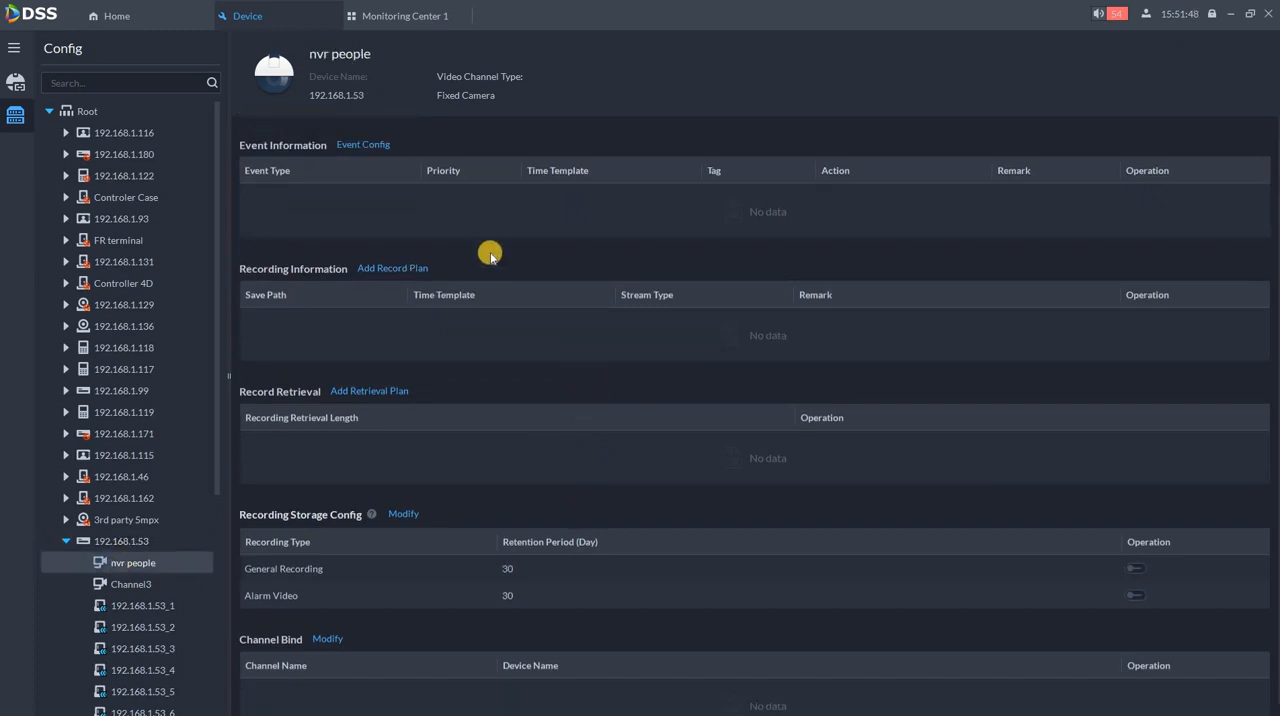 DSS Home Device Monitoring Center 1 54 15:51:48
Config
Search...
Root
192.168.1.116
192.168.1.180
192.168.1.122
Controler Case
192.168.1.93
FR terminal
192.168.1.131
Controller 4D
192.168.1.129
192.168.1.136
192.168.1.118
192.168.1.117
192.168.1.99
192.168.1.119
192.168.1.171
192.168.1.115
192.168.1.46
192.168.1.162
3rd party 5mpx
192.168.1.53
nvr people
Channel3
192.168.1.53_1
192.168.1.53_2
192.168.1.53_3
192.168.1.53_4
192.168.1.53_5
192.168.1.53_6
nvr people
Device Name: Video Channel Type:
192.168.1.53 Fixed Camera
Event Information Event Config
Event Type Priority Time Template Tag Action Remark Operation
No data
Recording Information Add Record Plan
Save Path Time Template Stream Type Remark Operation
No data
Record Retrieval Add Retrieval Plan
Recording Retrieval Length Operation
No data
Recording Storage Config ? Modify
Recording Type Retention Period (Day) Operation
General Recording 30
Alarm Video 30
Channel Bind Modify
Channel Name Device Name Operation
No data